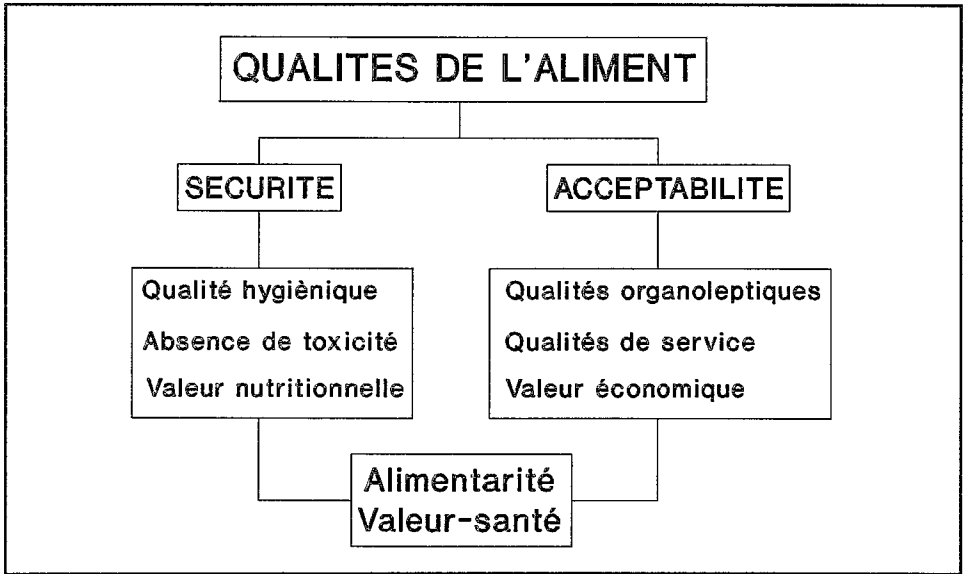 QUALITES DE L'ALIMENT
SECURITE
ACCEPTABILITE
Qualité hygiènique
Absence de toxicité
Valeur nutritionnelle
Qualités organoleptiques
Qualités de service
Valeur économique
Alimentarité
Valeur-santé